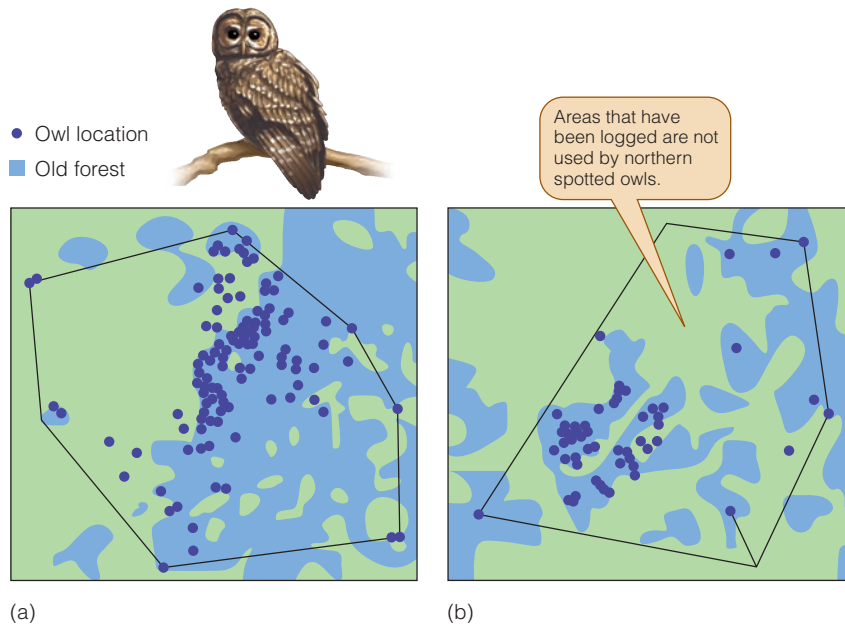 Owl location
Old forest
Areas that have
been logged are not
used by northern
spotted owls.
(a)
(b)